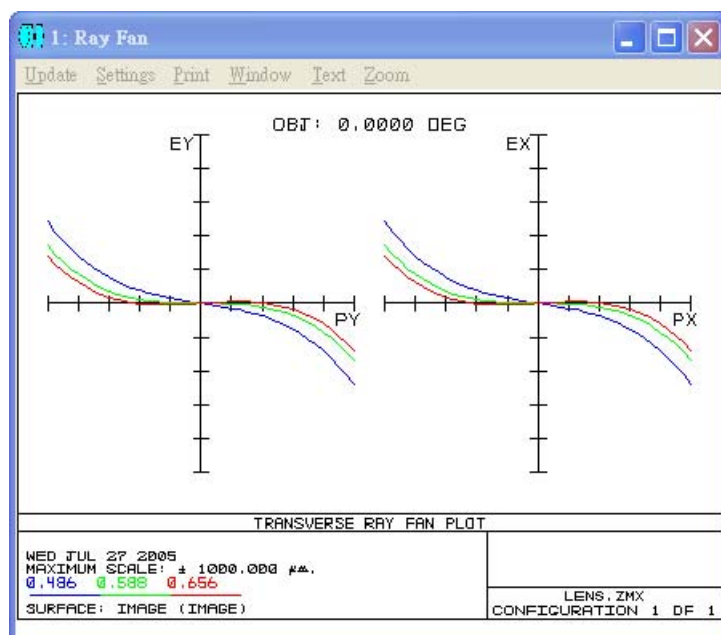 1: Ray Fan
Update Settings Print Window Text Zoom
OBJ: 0.0000 DEG
EY EX
PY PX
TRANSVERSE RAY FAN PLOT
WED JUL 27 2005
MAXIMUM SCALE: ± 1000.000 µm.
0.486 0.588 0.656
SURFACE: IMAGE (IMAGE)
LENS.ZMX
CONFIGURATION 1 OF 1